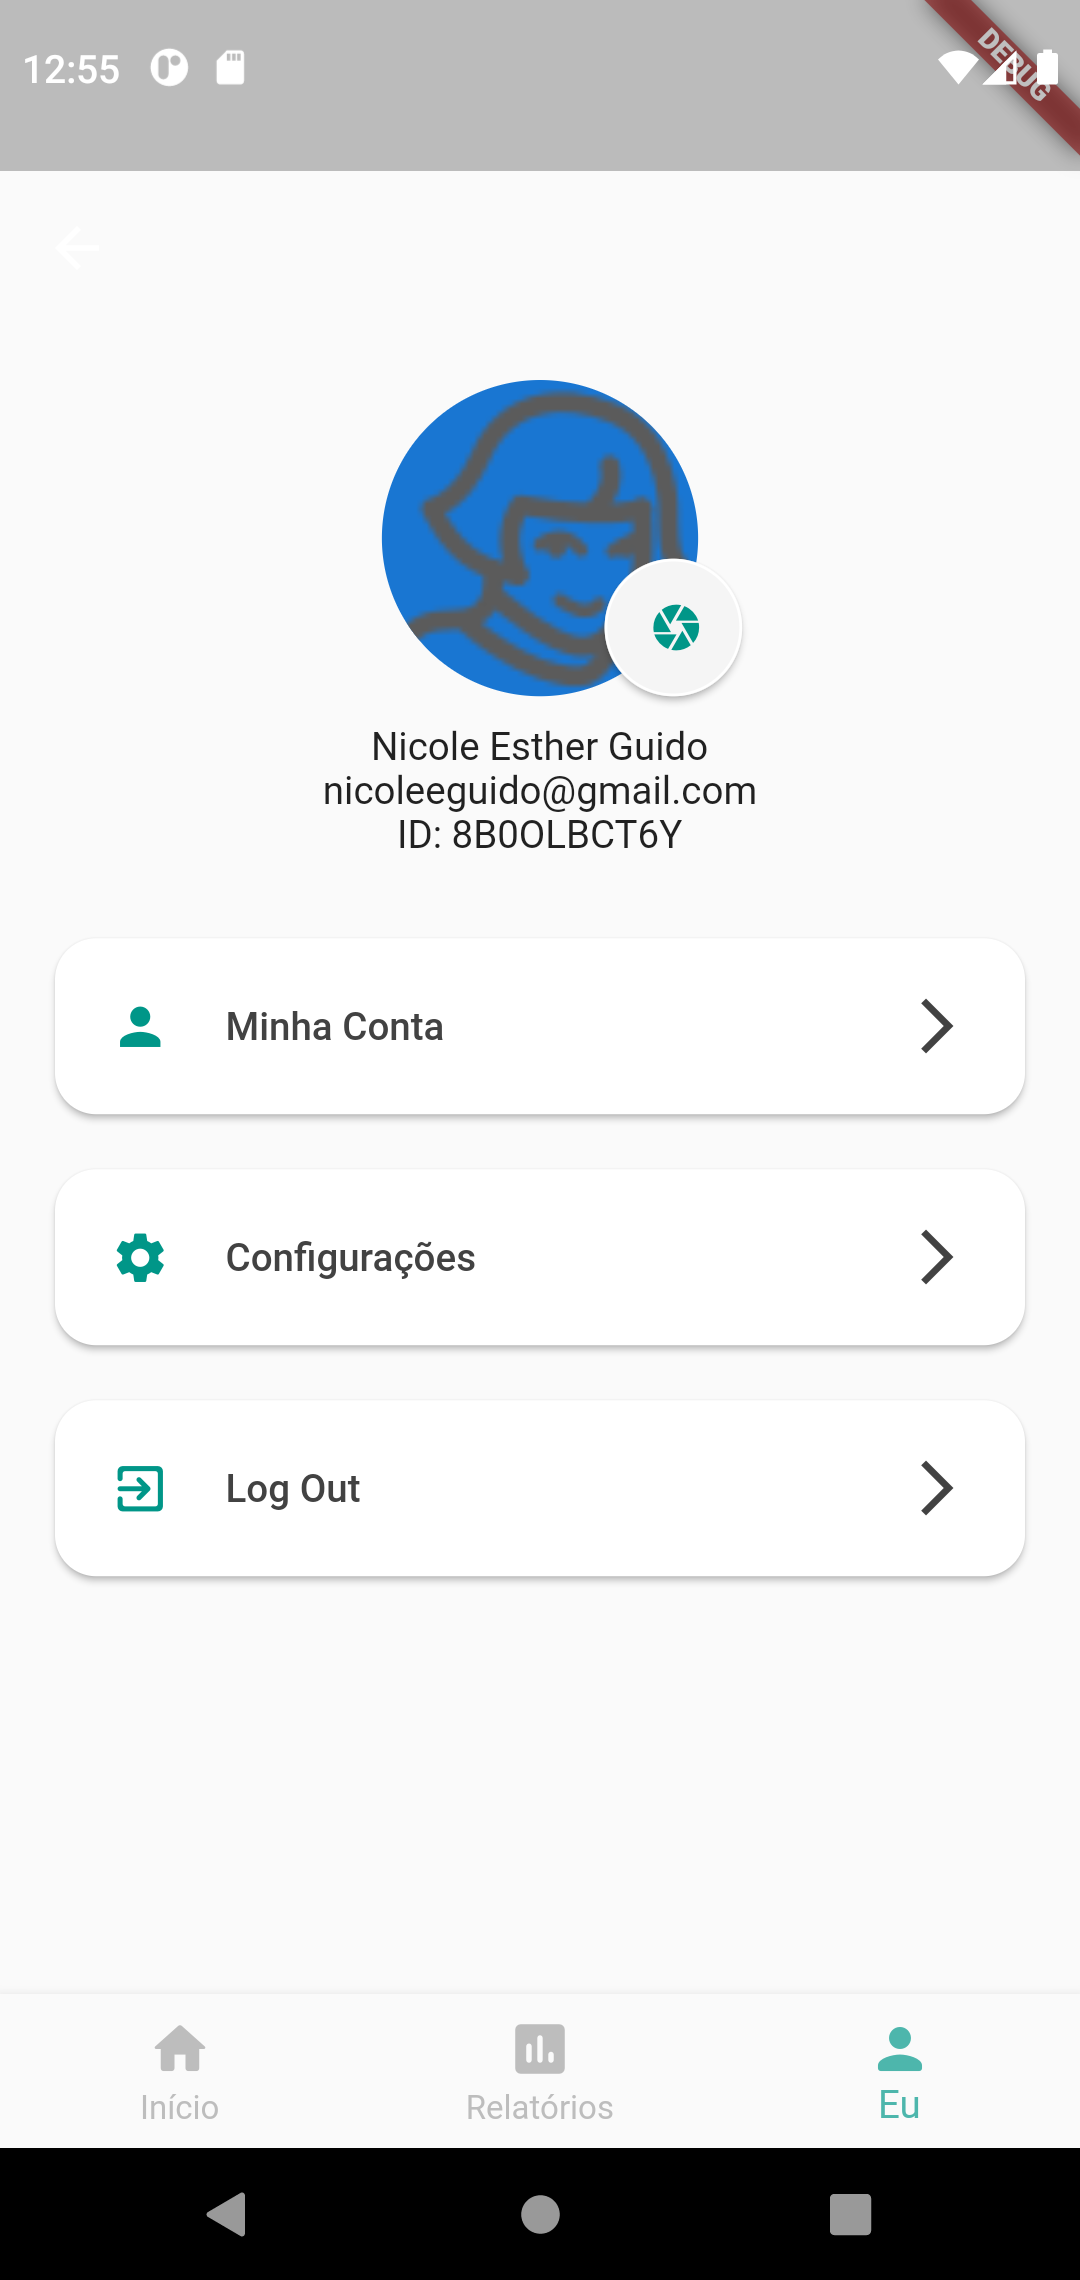 12:55
DEBUG
Nicole Esther Guido
nicoleeguido@gmail.com
ID: 8B0OLBCT6Y
Minha Conta
Configurações
Log Out
Início
Relatórios
Eu